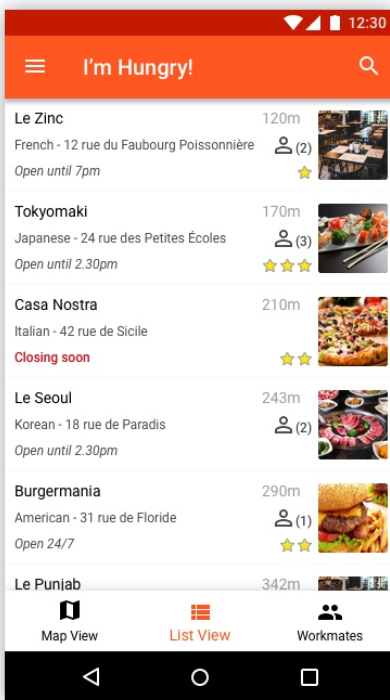 12:30
I’m Hungry!
Le Zinc 120m
French - 12 rue du Faubourg Poissonnière (2)
Open until 7pm
Tokyomaki 170m
Japanese - 24 rue des Petites Écoles (3)
Open until 2.30pm
Casa Nostra 210m
Italian - 42 rue de Sicile
Closing soon
Le Seoul 243m
Korean - 18 rue de Paradis (2)
Open until 2.30pm
Burgermania 290m
American - 31 rue de Floride (1)
Open 24/7
Le Punjab 342m
Map View List View Workmates